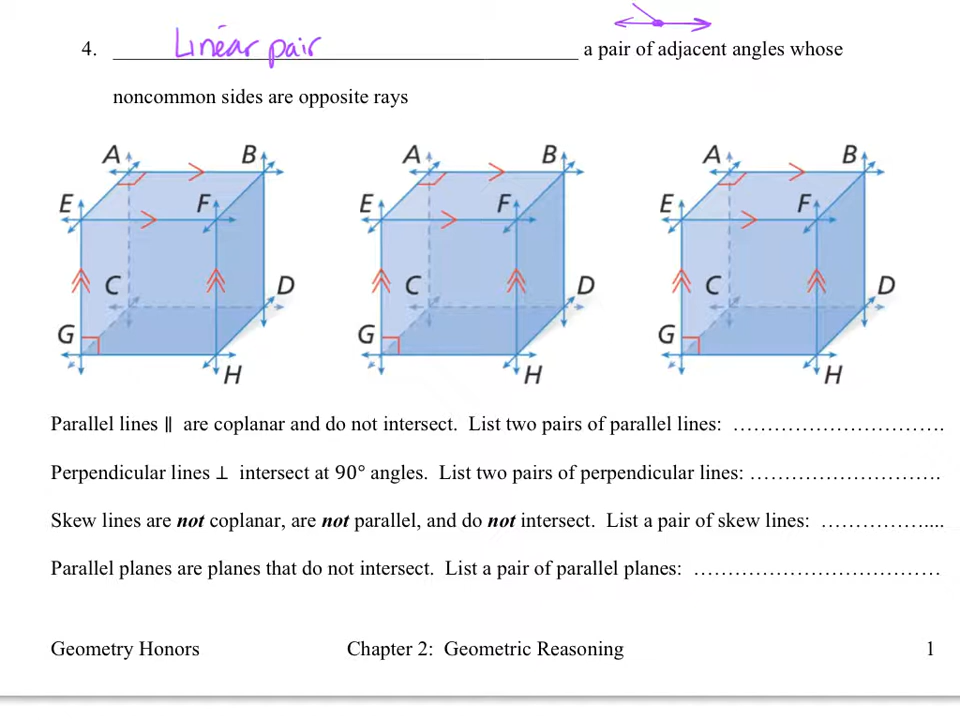 4. Linear pair a pair of adjacent angles whose
noncommon sides are opposite rays
A B A B A B
E F E F E F
C D C D C D
G H G H G H
Parallel lines ∥ are coplanar and do not intersect. List two pairs of parallel lines: ………………………….
Perpendicular lines ⊥ intersect at 90° angles. List two pairs of perpendicular lines: ……………………….
Skew lines are not coplanar, are not parallel, and do not intersect. List a pair of skew lines: ……………....
Parallel planes are planes that do not intersect. List a pair of parallel planes: ………………………………
Geometry Honors Chapter 2: Geometric Reasoning 1